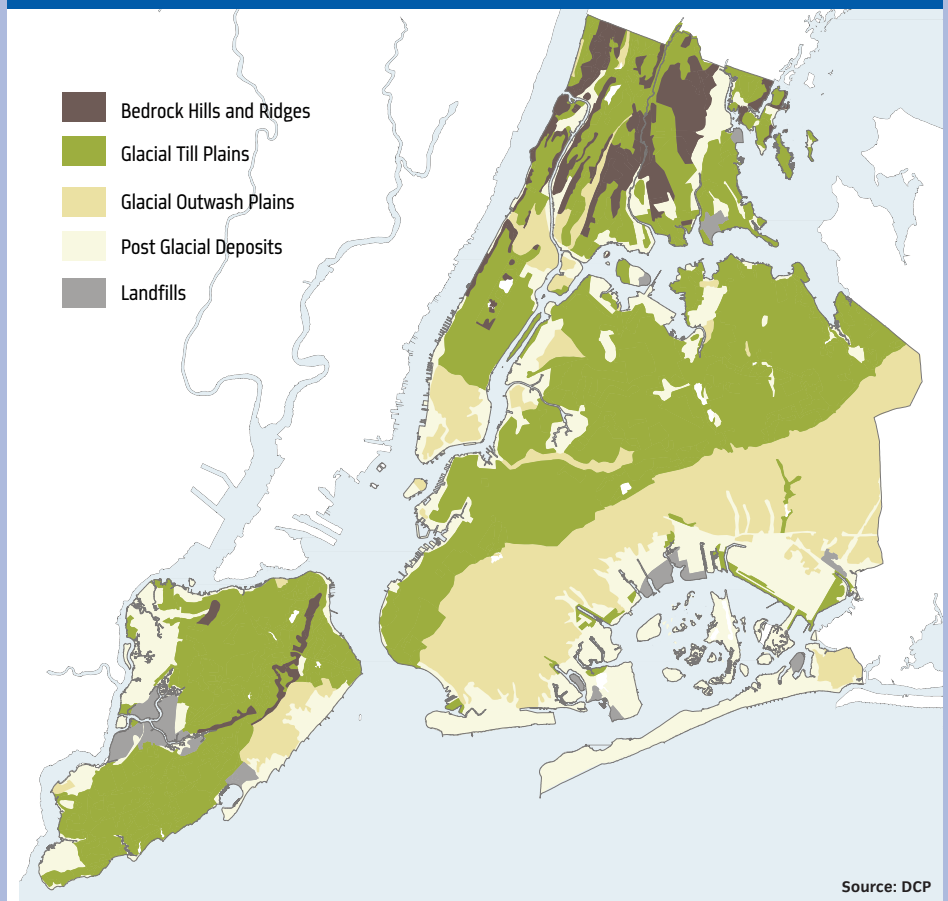 Bedrock Hills and Ridges
Glacial Till Plains
Glacial Outwash Plains
Post Glacial Deposits
Landfills
Source: DCP